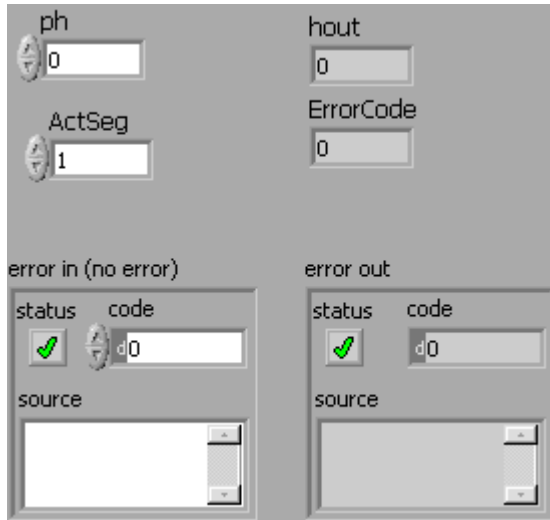 ph
0
hout
0
ActSeg
1
ErrorCode
0
error in (no error)
status code
d0
source
error out
status code
d0
source